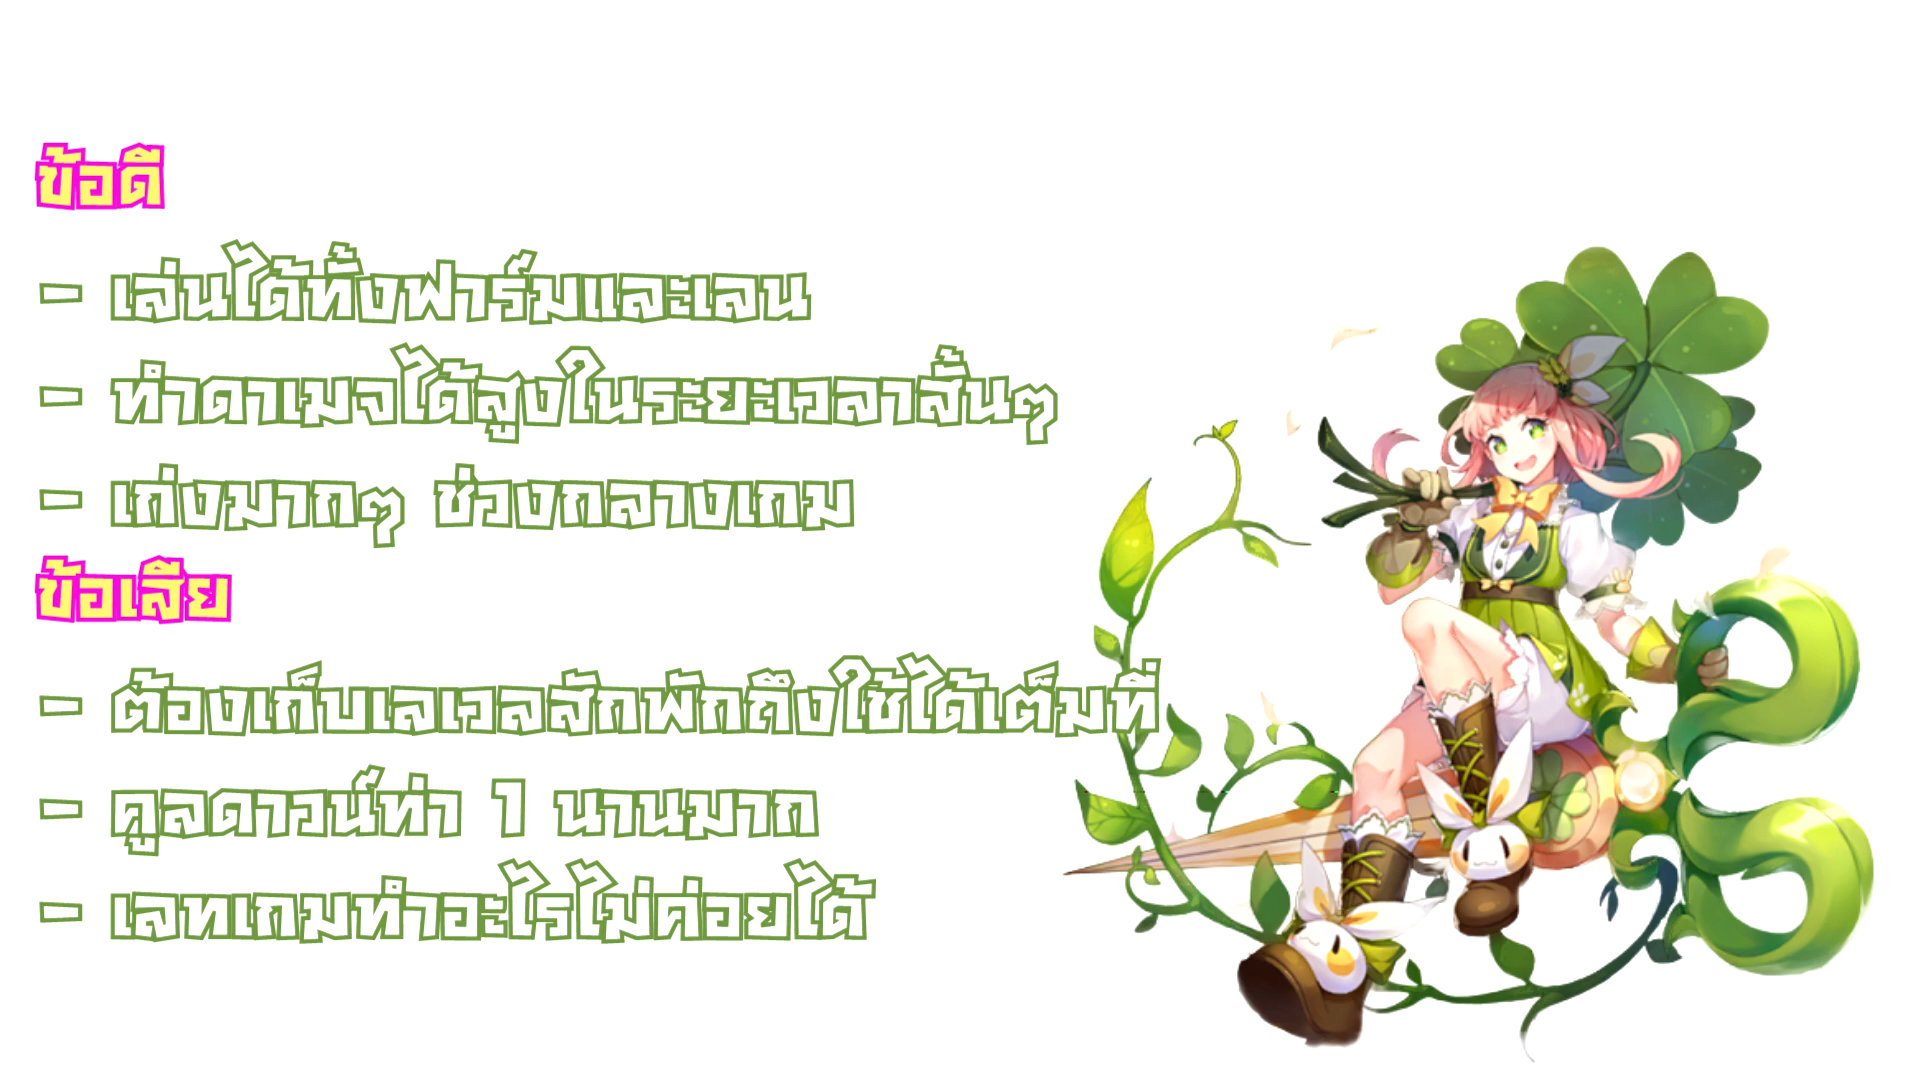 ข้อดี
- เล่นได้ทั้งฟาร์มและเลน
- ทำดาเมจได้สูงในระยะเวลาสั้นๆ
- เก่งมากๆ ช่วงกลางเกม
ข้อเสีย
- ต้องเก็บเลเวลสักพักถึงใช้ได้เต็มที่
- คูลดาวน์ท่า 1 นานมาก
- เลทเกมทำอะไรไม่ค่อยได้